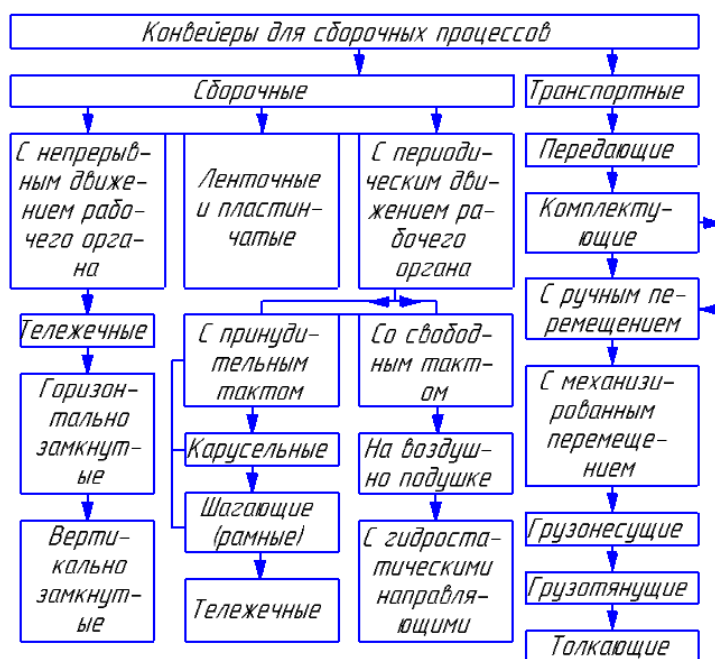 Конвейеры для сборочных процессов
Сборочные
Транспортные
С непрерыв-
ным движе-
нием рабо-
чего орга-
на
Ленточные
и пластин-
чатые
С периоди-
ческим дви-
жением ра-
бочего
органа
Передающие
Комплекту-
ющие
С ручным пе-
ремещением
Тележечные
С принуди-
тельным
тактом
Со свобод-
ным такт-
ом
Горизон-
тально
замкнут-
ые
С механизи-
рованным
перемеще-
нием
Карусельные
На воздуш-
но подушке
Шагающие
(рамные)
Верти-
кально
замкнут-
ые
С гидроста-
тическими
направля-
ющими
Тележечные
Грузонесущие
Грузотянущие
Толкающие